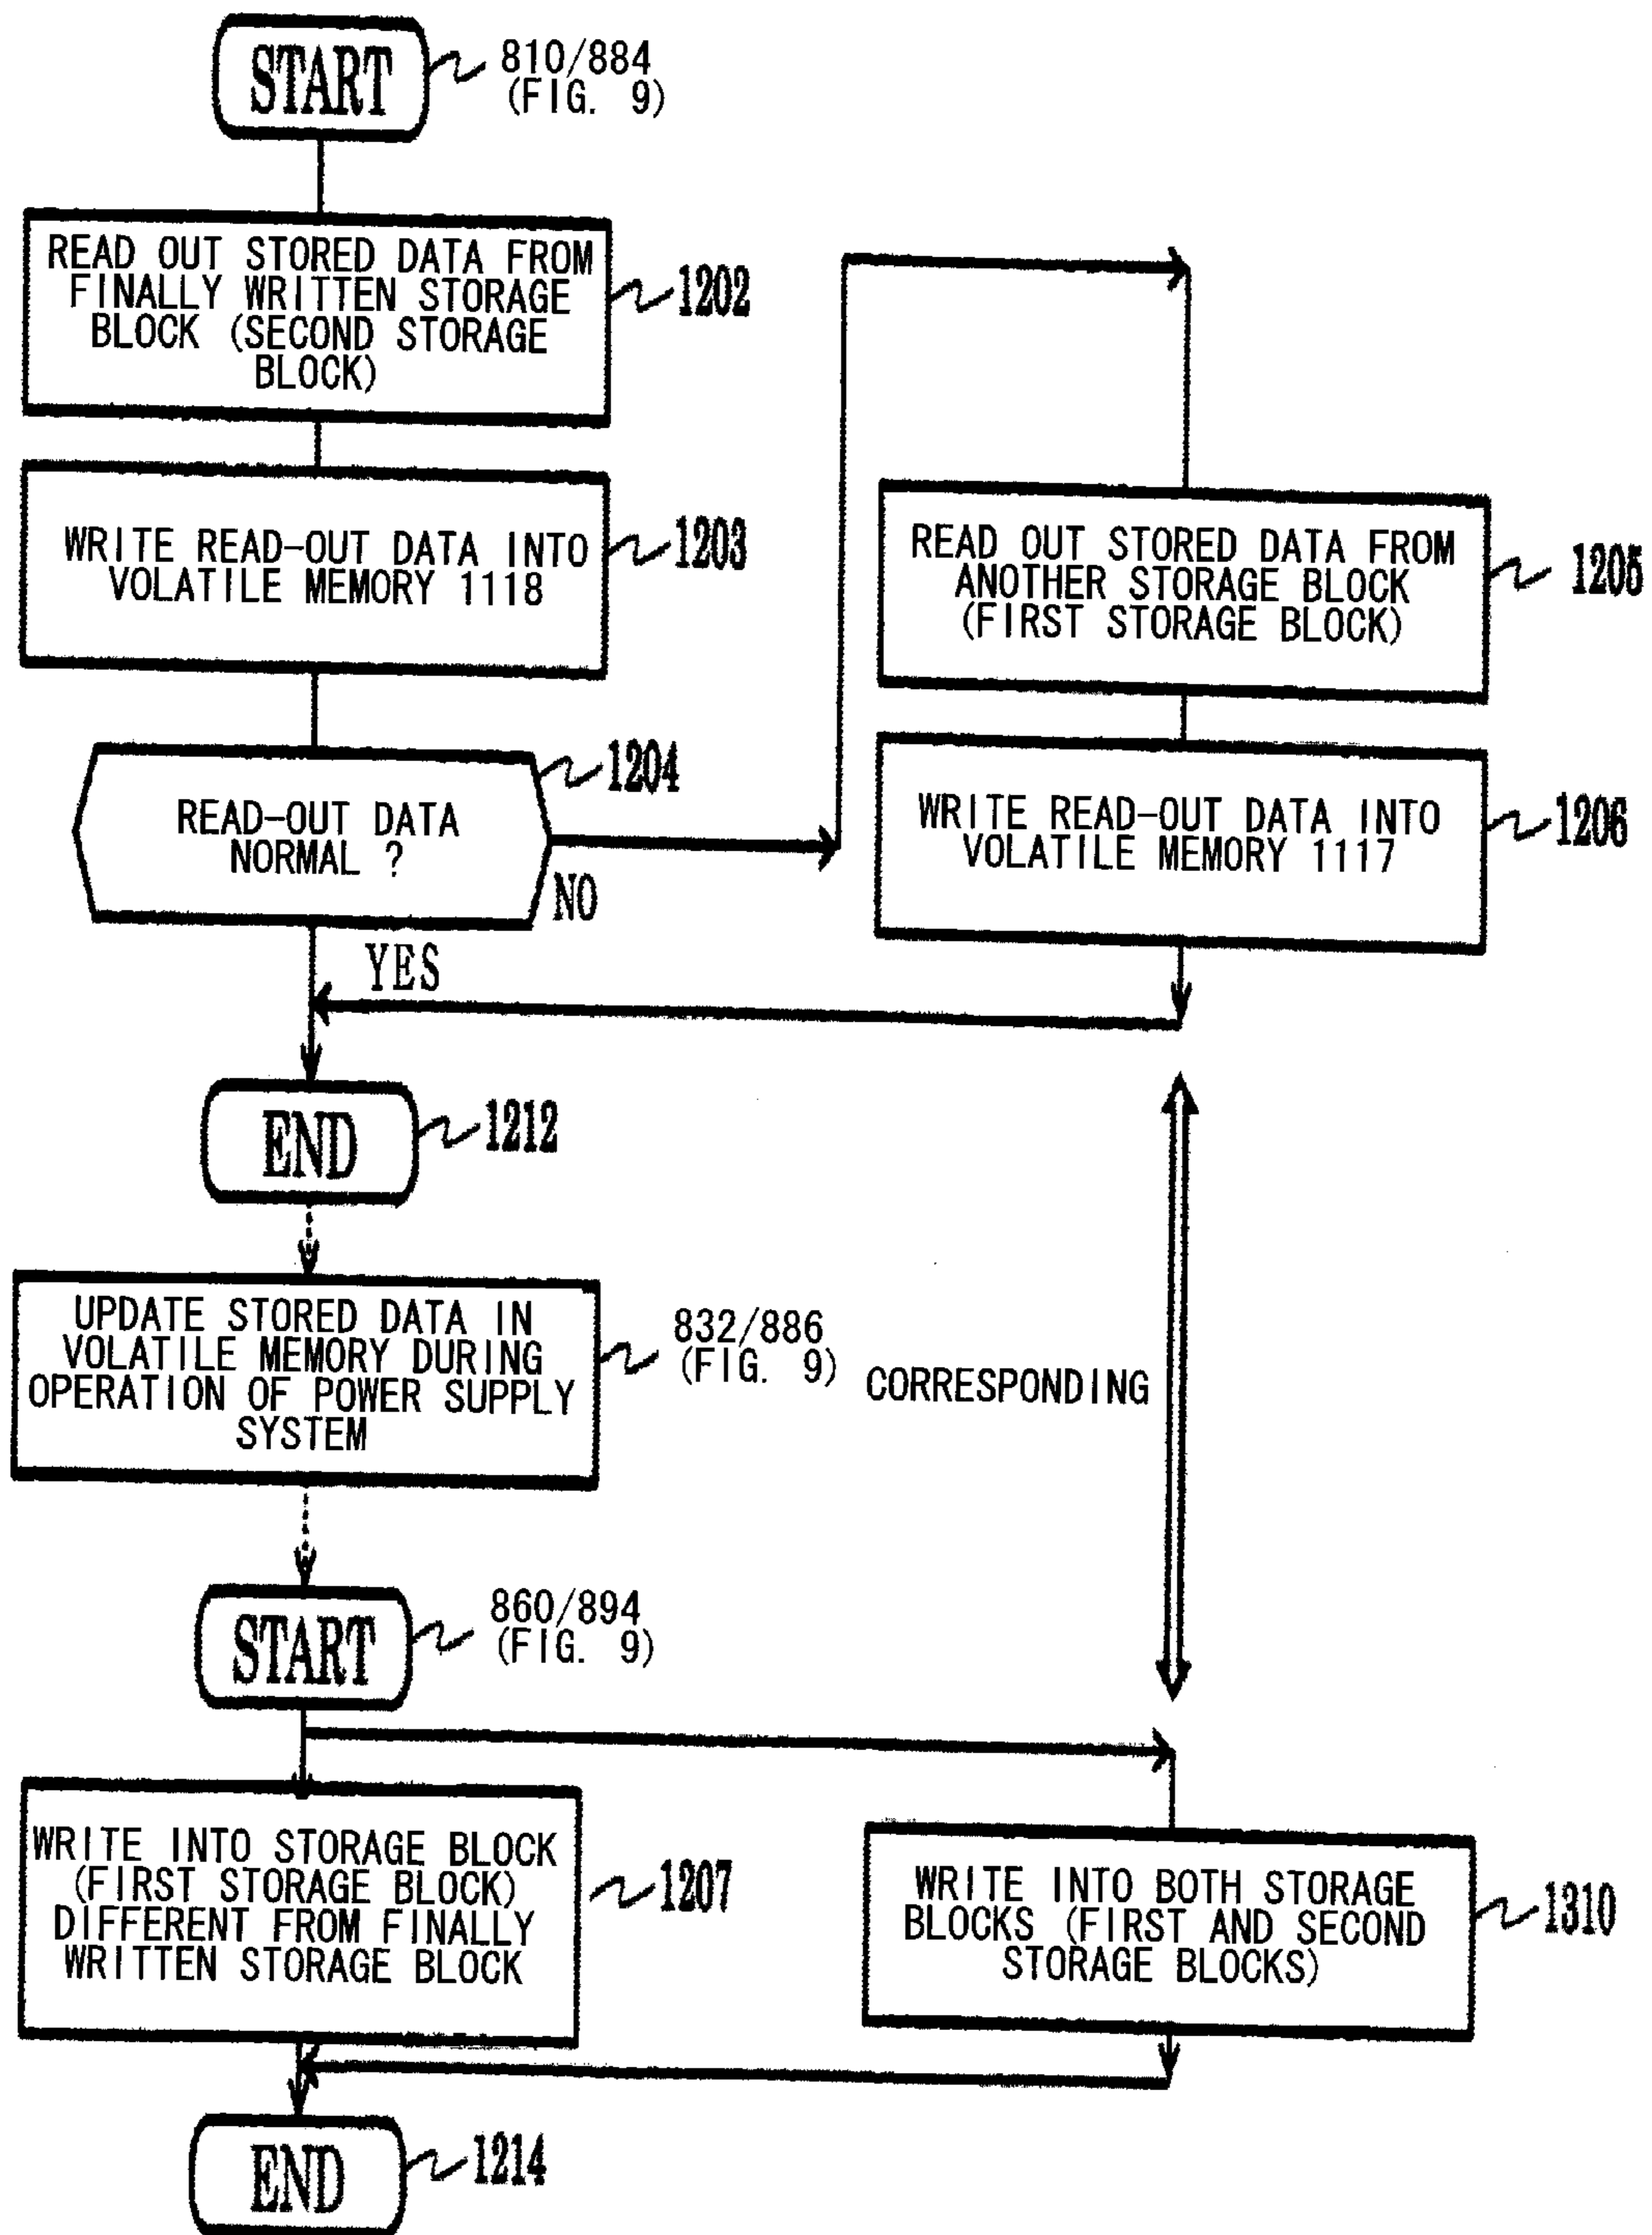 START
810/884
(FIG. 9)
READ OUT STORED DATA FROM
FINALLY WRITTEN STORAGE
BLOCK (SECOND STORAGE
BLOCK)
1202
WRITE READ-OUT DATA INTO
VOLATILE MEMORY 1118
1203
READ-OUT DATA
NORMAL ?
1204
NO
YES
READ OUT STORED DATA FROM
ANOTHER STORAGE BLOCK
(FIRST STORAGE BLOCK)
1205
WRITE READ-OUT DATA INTO
VOLATILE MEMORY 1117
1206
END
1212
UPDATE STORED DATA IN
VOLATILE MEMORY DURING
OPERATION OF POWER SUPPLY
SYSTEM
832/886
(FIG. 9)
CORRESPONDING
START
860/894
(FIG. 9)
WRITE INTO STORAGE BLOCK
(FIRST STORAGE BLOCK)
DIFFERENT FROM FINALLY
WRITTEN STORAGE BLOCK
1207
WRITE INTO BOTH STORAGE
BLOCKS (FIRST AND SECOND
STORAGE BLOCKS)
1310
END
1214